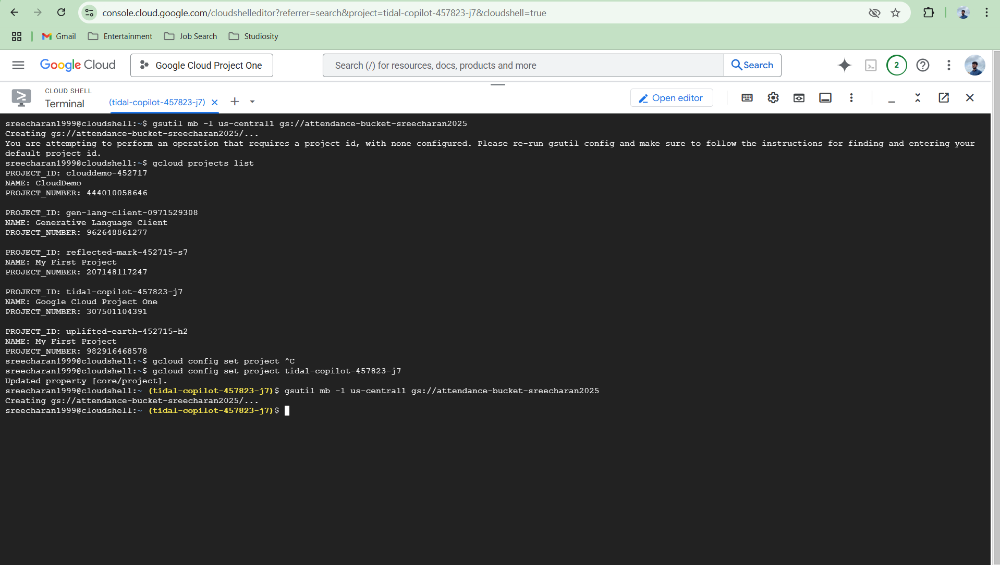 console.cloud.google.com/cloudshelleditor?referrer=search&project=tidal-copilot-457823-j7&cloudshell=true
Gmail Entertainment Job Search Studiosity
Google Cloud Google Cloud Project One Search (/) for resources, docs, products and more Search 2
CLOUD SHELL
Terminal (tidal-copilot-457823-j7) Open editor
sreecharan1999@cloudshell:~$ gsutil mb -l us-central1 gs://attendance-bucket-sreecharan2025
Creating gs://attendance-bucket-sreecharan2025/...
You are attempting to perform an operation that requires a project id, with none configured. Please re-run gsutil config and make sure to follow the instructions for finding and entering your
default project id.
sreecharan1999@cloudshell:~$ gcloud projects list
PROJECT_ID: clouddemo-452717
NAME: CloudDemo
PROJECT_NUMBER: 444010058646
PROJECT_ID: gen-lang-client-0971529308
NAME: Generative Language Client
PROJECT_NUMBER: 962648861277
PROJECT_ID: reflected-mark-452715-s7
NAME: My First Project
PROJECT_NUMBER: 207148117247
PROJECT_ID: tidal-copilot-457823-j7
NAME: Google Cloud Project One
PROJECT_NUMBER: 307501104391
PROJECT_ID: uplifted-earth-452715-h2
NAME: My First Project
PROJECT_NUMBER: 982916468578
sreecharan1999@cloudshell:~$ gcloud config set project ^C
sreecharan1999@cloudshell:~$ gcloud config set project tidal-copilot-457823-j7
Updated property [core/project].
sreecharan1999@cloudshell:~ (tidal-copilot-457823-j7)$ gsutil mb -l us-central1 gs://attendance-bucket-sreecharan2025
Creating gs://attendance-bucket-sreecharan2025/...
sreecharan1999@cloudshell:~ (tidal-copilot-457823-j7)$